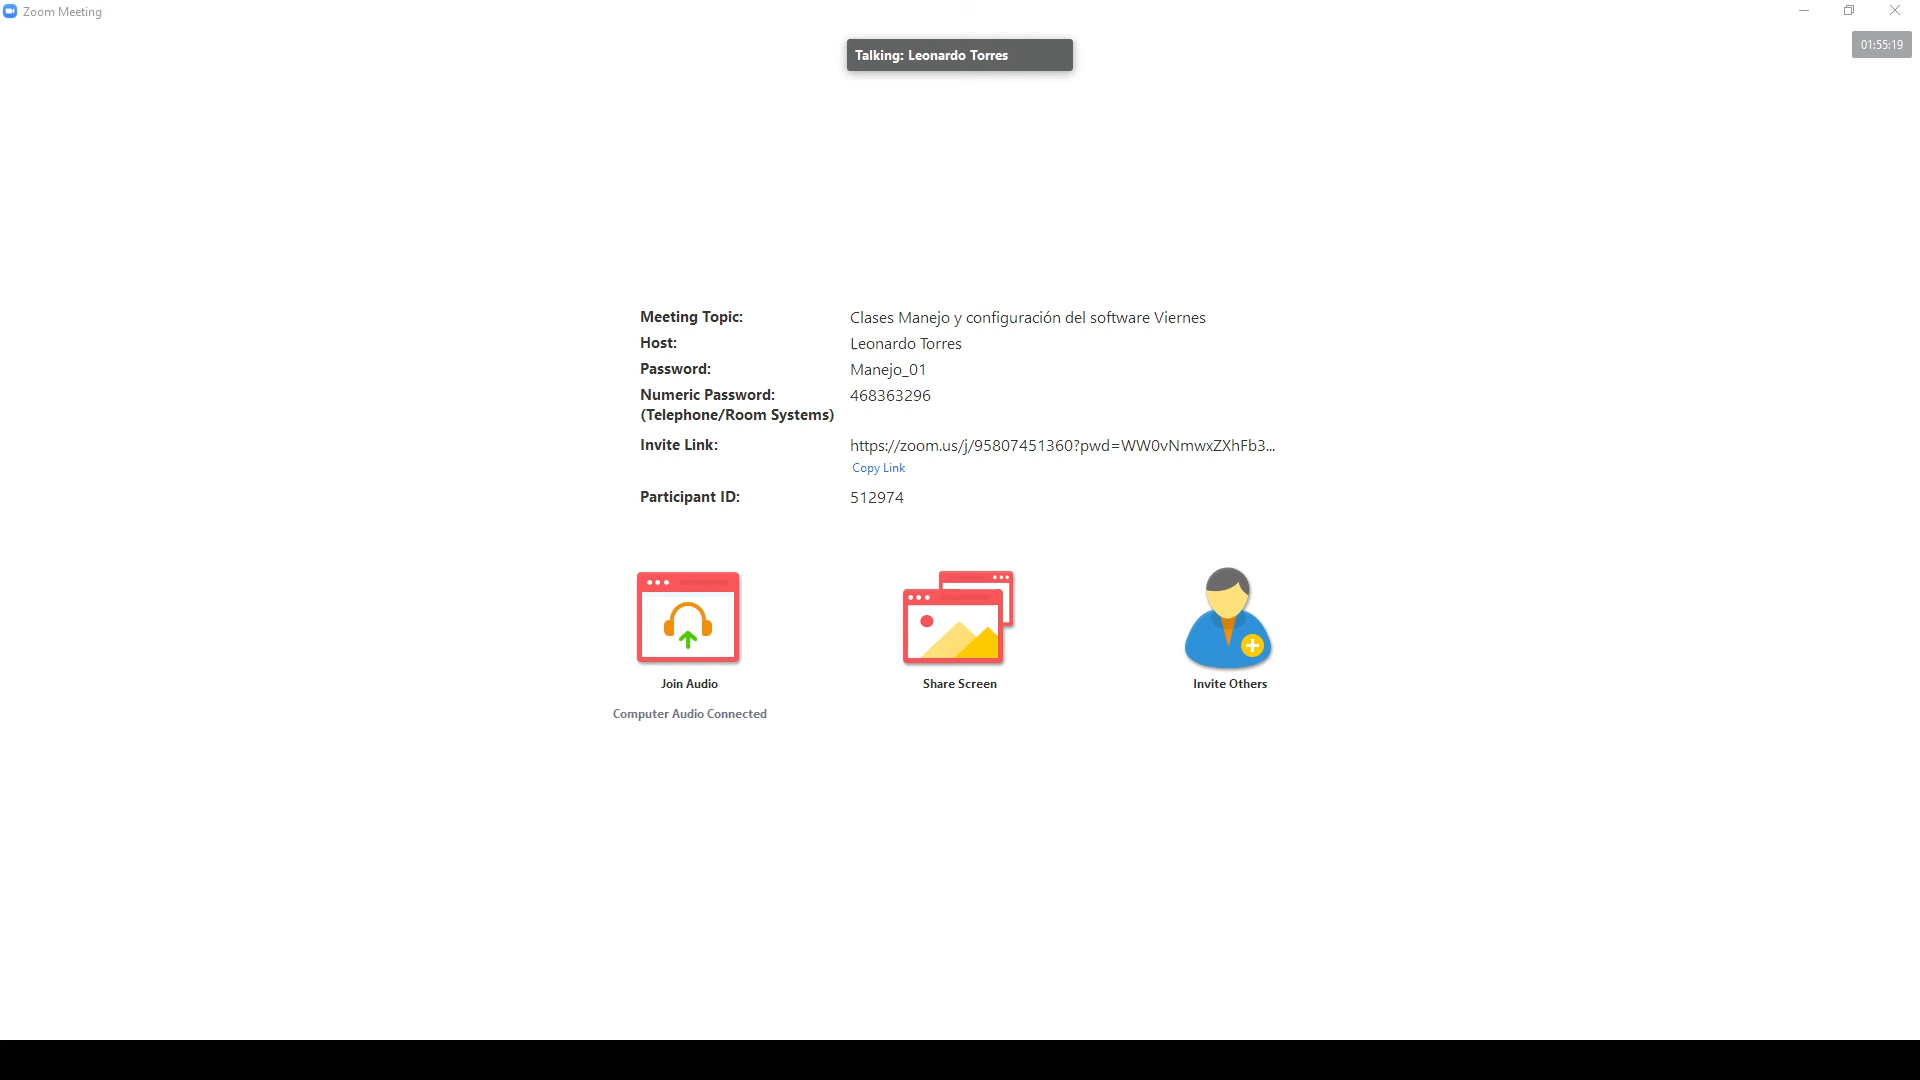 Zoom Meeting
Talking: Leonardo Torres
01:55:19
Meeting Topic: Clases Manejo y configuración del software Viernes
Host: Leonardo Torres
Password: Manejo_01
Numeric Password: 468363296
(Telephone/Room Systems)
Invite Link: https://zoom.us/j/95807451360?pwd=WW0vNmwxZXhFb3...
Copy Link
Participant ID: 512974
Join Audio Share Screen Invite Others
Computer Audio Connected